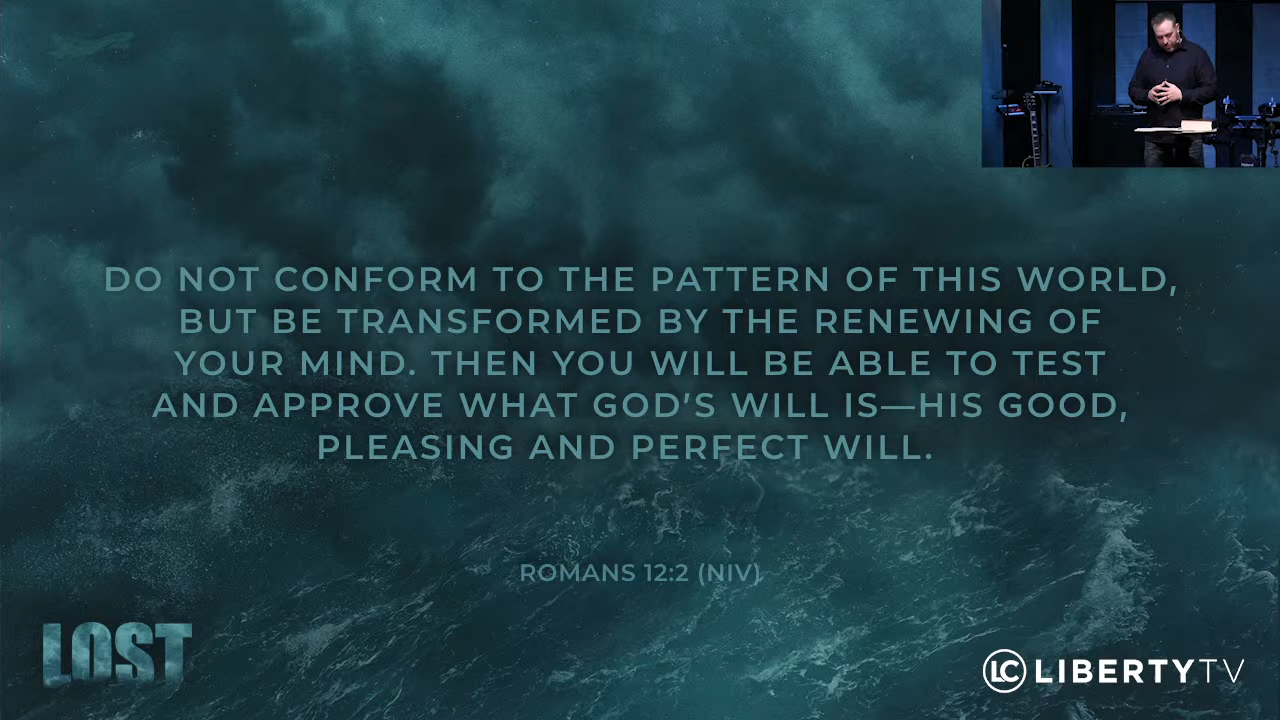 DO NOT CONFORM TO THE PATTERN OF THIS WORLD,
BUT BE TRANSFORMED BY THE RENEWING OF
YOUR MIND. THEN YOU WILL BE ABLE TO TEST
AND APPROVE WHAT GOD’S WILL IS—HIS GOOD,
PLEASING AND PERFECT WILL.
ROMANS 12:2 (NIV)
LOST
LC LIBERTYTV